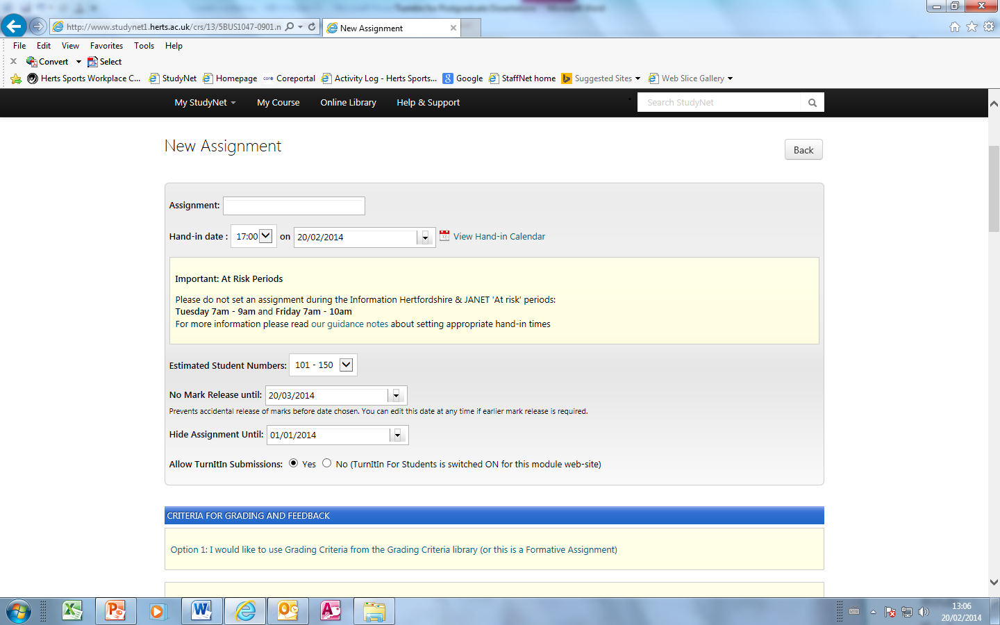 http://www.studynet1.herts.ac.uk/crs/13/5BUS1047-0901.n
New Assignment
File Edit View Favorites Tools Help
Convert Select
Herts Sports Workplace C... StudyNet Homepage core Coreportal Activity Log - Herts Sports... Google StaffNet home Suggested Sites Web Slice Gallery
My StudyNet My Course Online Library Help & Support Search StudyNet
New Assignment
Back
Assignment:
Hand-in date : 17:00 on 20/02/2014 View Hand-in Calendar
Important: At Risk Periods
Please do not set an assignment during the Information Hertfordshire & JANET 'At risk' periods:
Tuesday 7am - 9am and Friday 7am - 10am
For more information please read our guidance notes about setting appropriate hand-in times
Estimated Student Numbers: 101 - 150
No Mark Release until: 20/03/2014
Prevents accidental release of marks before date chosen. You can edit this date at any time if earlier mark release is required.
Hide Assignment Until: 01/01/2014
Allow TurnItIn Submissions: Yes No (TurnItIn For Students is switched ON for this module web-site)
CRITERIA FOR GRADING AND FEEDBACK
Option 1: I would like to use Grading Criteria from the Grading Criteria library (or this is a Formative Assignment)
13:06
20/02/2014